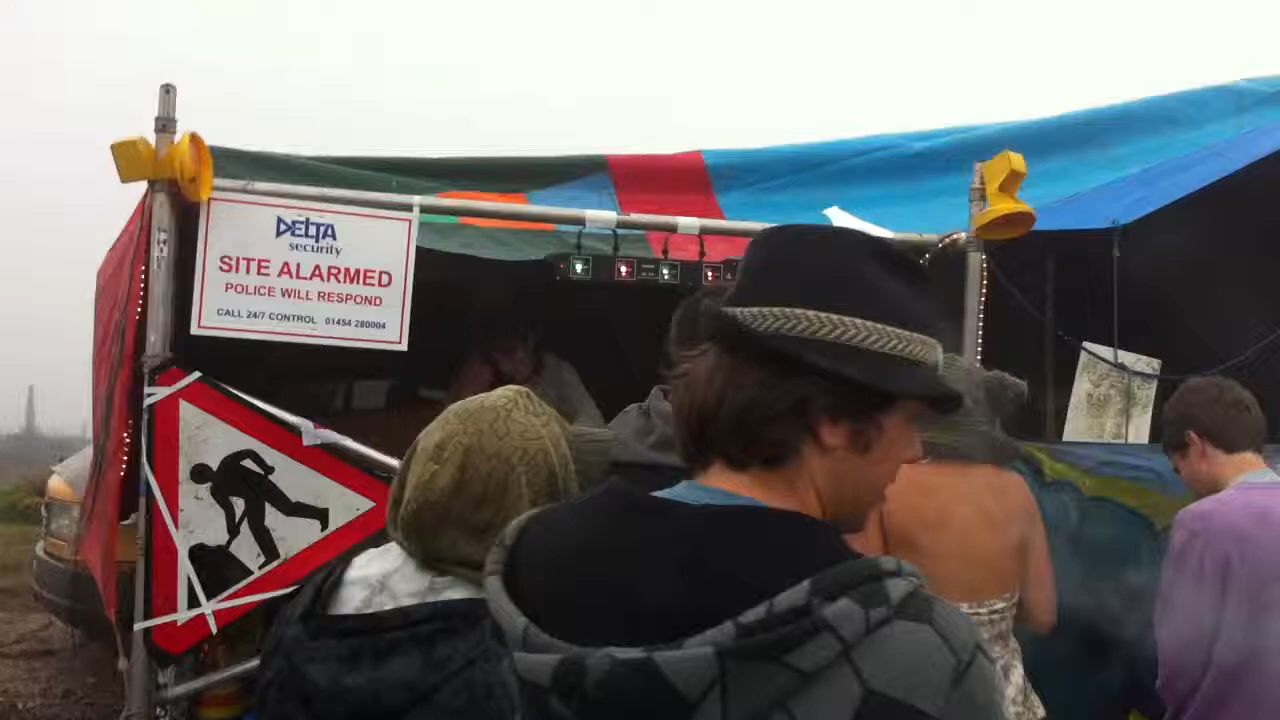 DELTA
security
SITE ALARMED
POLICE WILL RESPOND
CALL 24/7 CONTROL 01454 280004